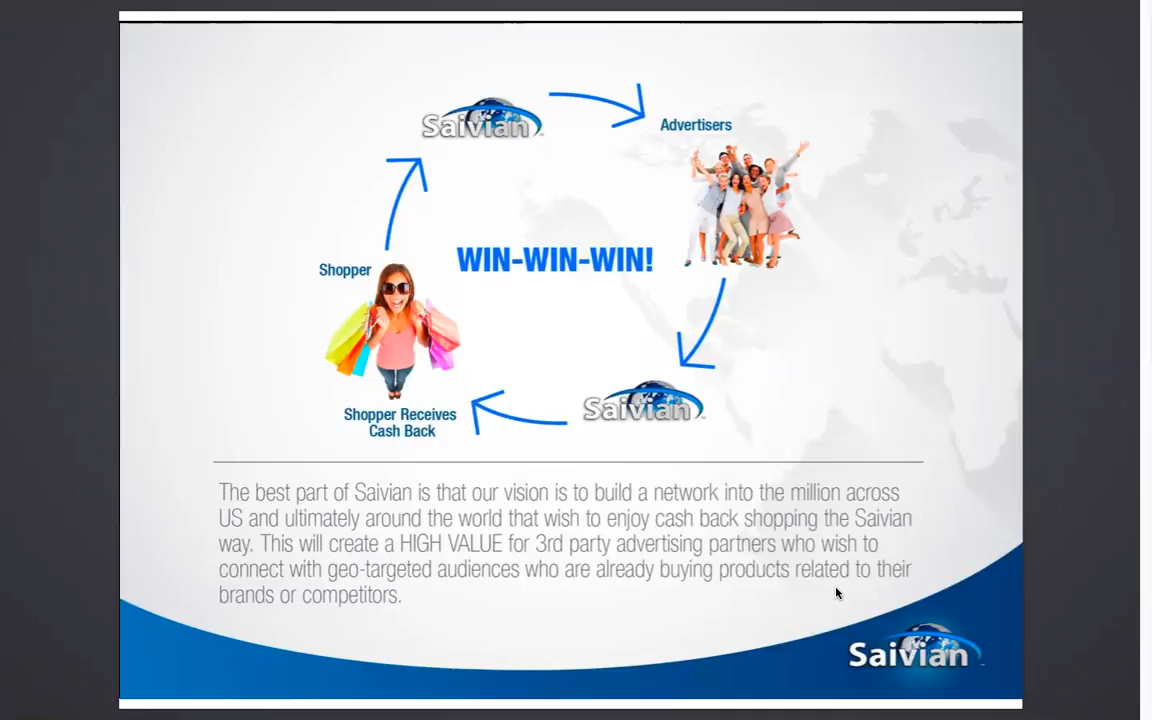 Saivian
Advertisers
WIN-WIN-WIN!
Shopper
Saivian
Shopper Receives
Cash Back
The best part of Saivian is that our vision is to build a network into the million across
US and ultimately around the world that wish to enjoy cash back shopping the Saivian
way. This will create a HIGH VALUE for 3rd party advertising partners who wish to
connect with geo-targeted audiences who are already buying products related to their
brands or competitors.
Saivian